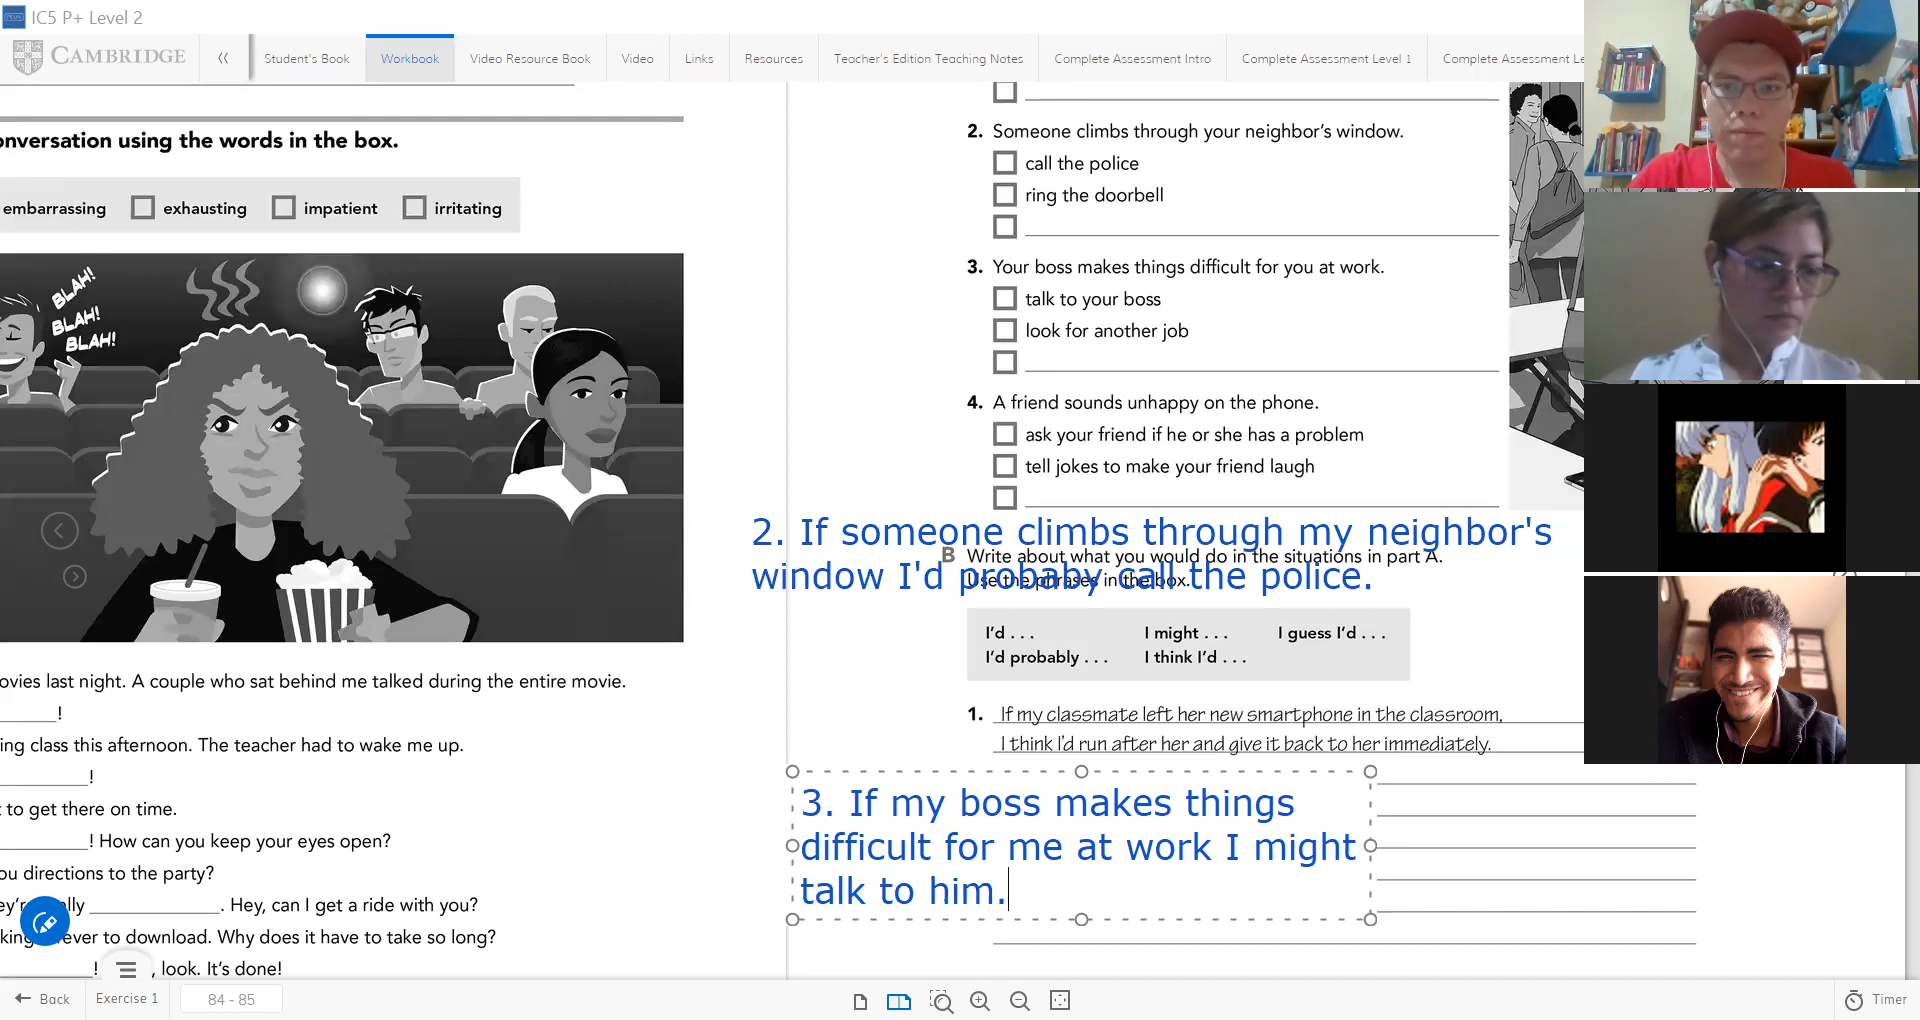 IC5 P+ Level 2
CAMBRIDGE
Student's Book
Workbook
Video Resource Book
Video
Links
Resources
Teacher's Edition Teaching Notes
Complete Assessment Intro
Complete Assessment Level 1
Complete Assessment Le
onversation using the words in the box.
embarrassing
exhausting
impatient
irritating
BLAH!
BLAH!
BLAH!
ovies last night. A couple who sat behind me talked during the entire movie.
!
ing class this afternoon. The teacher had to wake me up.
!
t to get there on time.
! How can you keep your eyes open?
ou directions to the party?
ey'r ally . Hey, can I get a ride with you?
king ever to download. Why does it have to take so long?
! , look. It's done!
2. Someone climbs through your neighbor's window.
call the police
ring the doorbell
3. Your boss makes things difficult for you at work.
talk to your boss
look for another job
4. A friend sounds unhappy on the phone.
ask your friend if he or she has a problem
tell jokes to make your friend laugh
2. If someone climbs through my neighbor's
window I'd probaby call the police.
B Write about what you would do in the situations in part A.
Use the phrases in the box.
I'd . . . I might . . . I guess I'd . . .
I'd probably . . . I think I'd . . .
1. If my classmate left her new smartphone in the classroom,
I think I'd run after her and give it back to her immediately.
3. If my boss makes things
difficult for me at work I might
talk to him.
Back
Exercise 1
84 - 85
Timer